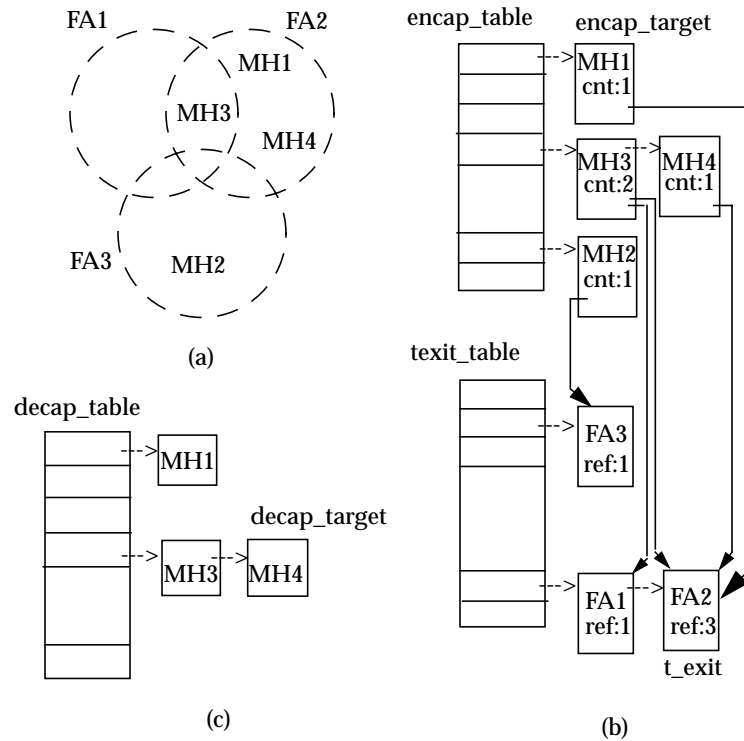 FA1
FA2
MH1
MH3
MH4
FA3
MH2
(a)
encap_table
encap_target
MH1
cnt:1
MH3
cnt:2
MH4
cnt:1
MH2
cnt:1
texit_table
FA3
ref:1
FA1
ref:1
FA2
ref:3
t_exit
(b)
decap_table
MH1
decap_target
MH3
MH4
(c)